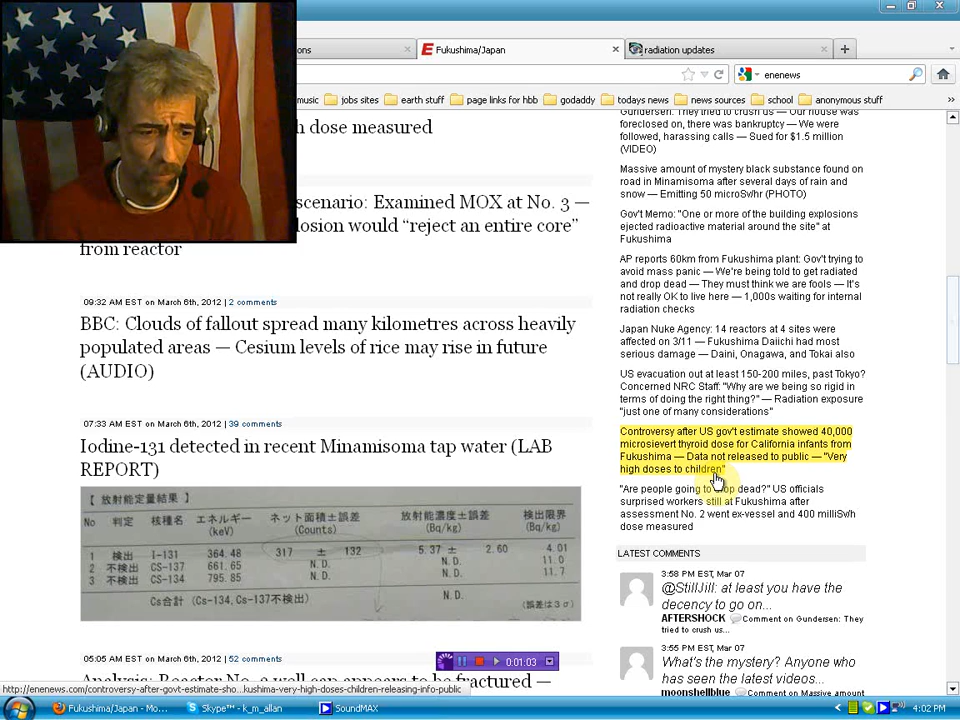 ons
Fukushima/Japan
radiation updates
enenews
music
jobs sites
earth stuff
page links for hbb
godaddy
todays news
news sources
school
anonymous stuff
h dose measured
scenario: Examined MOX at No. 3 —
losion would “reject an entire core”
from reactor
09:32 AM EST on March 6th, 2012 | 2 comments
BBC: Clouds of fallout spread many kilometres across heavily
populated areas — Cesium levels of rice may rise in future
(AUDIO)
07:33 AM EST on March 6th, 2012 | 39 comments
Iodine-131 detected in recent Minamisoma tap water (LAB
REPORT)
【 放射能定量結果 】
No 判定 核種名 エネルギー ネット面積±誤差 放射能濃度±誤差 検出限界
(keV) (Counts) (Bq/kg) (Bq/kg)
1 検出 I-131 364.48 317 ± 132 5.37 ± 2.60 4.01
2 不検出 CS-137 661.65 N.D. N.D. 11.0
3 不検出 CS-134 795.85 N.D. N.D. 11.7
Cs合計 (Cs-134,Cs-137不検出) N.D. (誤差は3σ)
05:05 AM EST on March 6th, 2012 | 52 comments
Analysis: Reactor No. 2 well can appears to be fractured —
Gundersen: They tried to crush us — Our house was
foreclosed on, there was bankruptcy — We were
followed, harassing calls — Sued for $1.5 million
(VIDEO)
Massive amount of mystery black substance found on
road in Minamisoma after several days of rain and
snow — Emitting 50 microSv/hr (PHOTO)
Gov't Memo: "One or more of the building explosions
ejected radioactive material around the site" at
Fukushima
AP reports 60km from Fukushima plant: Gov't trying to
avoid mass panic — We're being told to get radiated
and drop dead — They must think we are fools — It's
not really OK to live here — 1,000s waiting for internal
radiation checks
Japan Nuke Agency: 14 reactors at 4 sites were
affected on 3/11 — Fukushima Daiichi had most
serious damage — Daini, Onagawa, and Tokai also
US evacuation out at least 150-200 miles, past Tokyo?
Concerned NRC Staff: "Why are we being so rigid in
terms of doing the right thing?" — Radiation exposure
"just one of many considerations"
Controversy after US gov't estimate showed 40,000
microsievert thyroid dose for California infants from
Fukushima — Data not released to public — "Very
high doses to children"
"Are people going to drop dead?" US officials
surprised workers still at Fukushima after
assessment No. 2 went ex-vessel and 400 milliSv/h
dose measured
LATEST COMMENTS
3:58 PM EST, Mar 07
@StillJill: at least you have the
decency to go on...
AFTERSHOCK Comment on Gundersen: They
tried to crush us...
3:55 PM EST, Mar 07
What's the mystery? Anyone who
has seen the latest videos...
moonshellblue Comment on Massive amount
0:01:03
http://enenews.com/controversy-after-govt-estimate-sho...kushima-very-high-doses-children-releasing-info-public
Fukushima/Japan - Mo...
Skype™ - k_m_allan
SoundMAX
4:02 PM